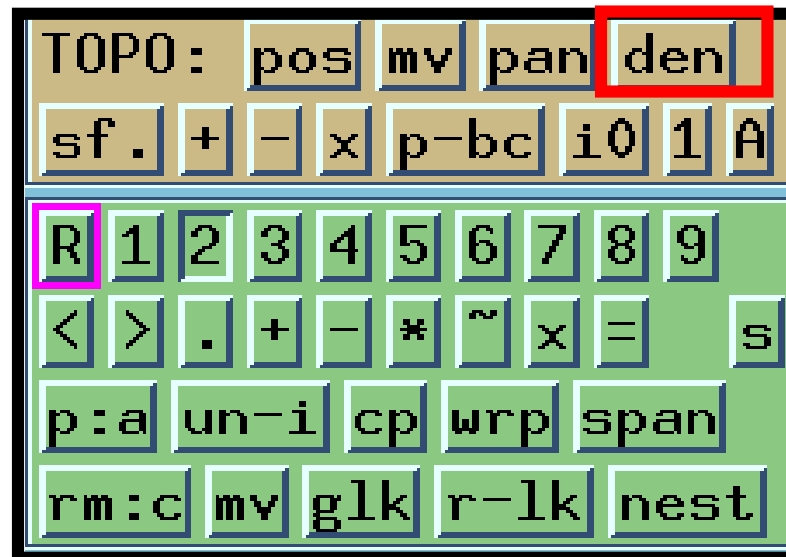 TOPO: pos mv pan den
sf. + - x p-bc i0 1 A
R 1 2 3 4 5 6 7 8 9
< > . + - * ~ x = s
p:a un-i cp wrp span
rm:c mv glk r-lk nest